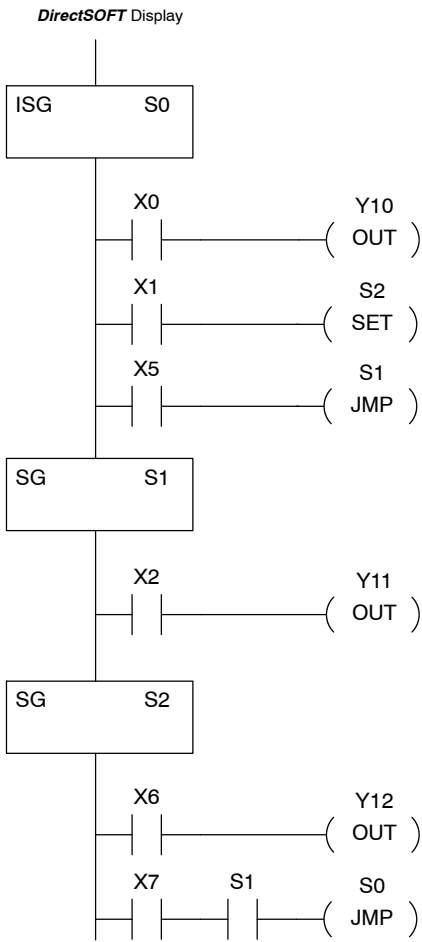 DirectSOFT Display
ISG S0
X0 Y10
OUT
X1 S2
SET
X5 S1
JMP
SG S1
X2 Y11
OUT
SG S2
X6 Y12
OUT
X7 S1 S0
JMP